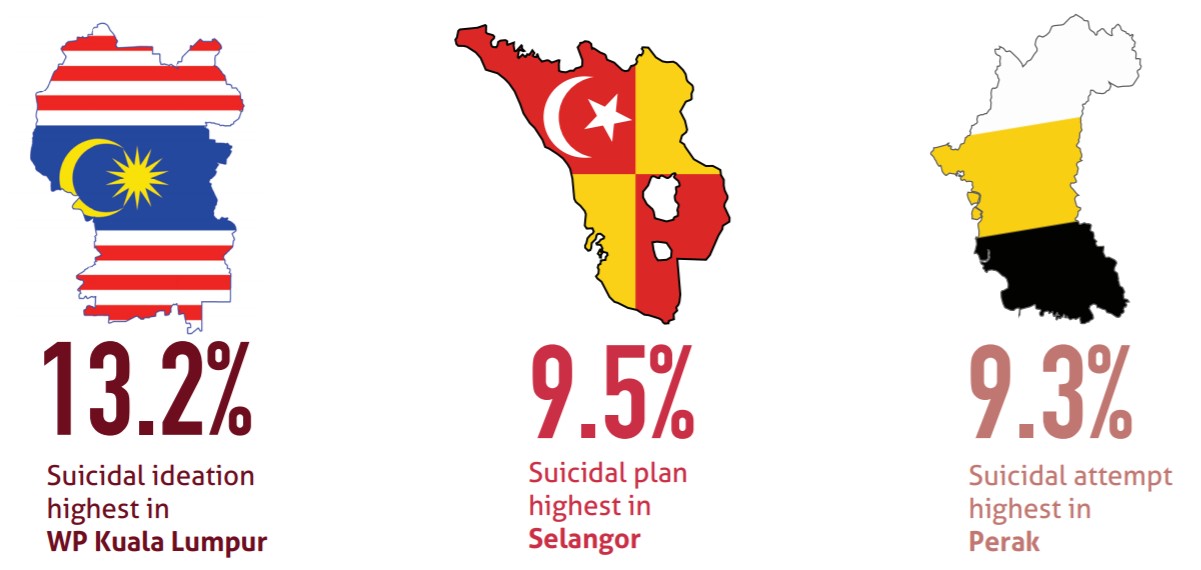 13.2%
Suicidal ideation
highest in
WP Kuala Lumpur
9.5%
Suicidal plan
highest in
Selangor
9.3%
Suicidal attempt
highest in
Perak